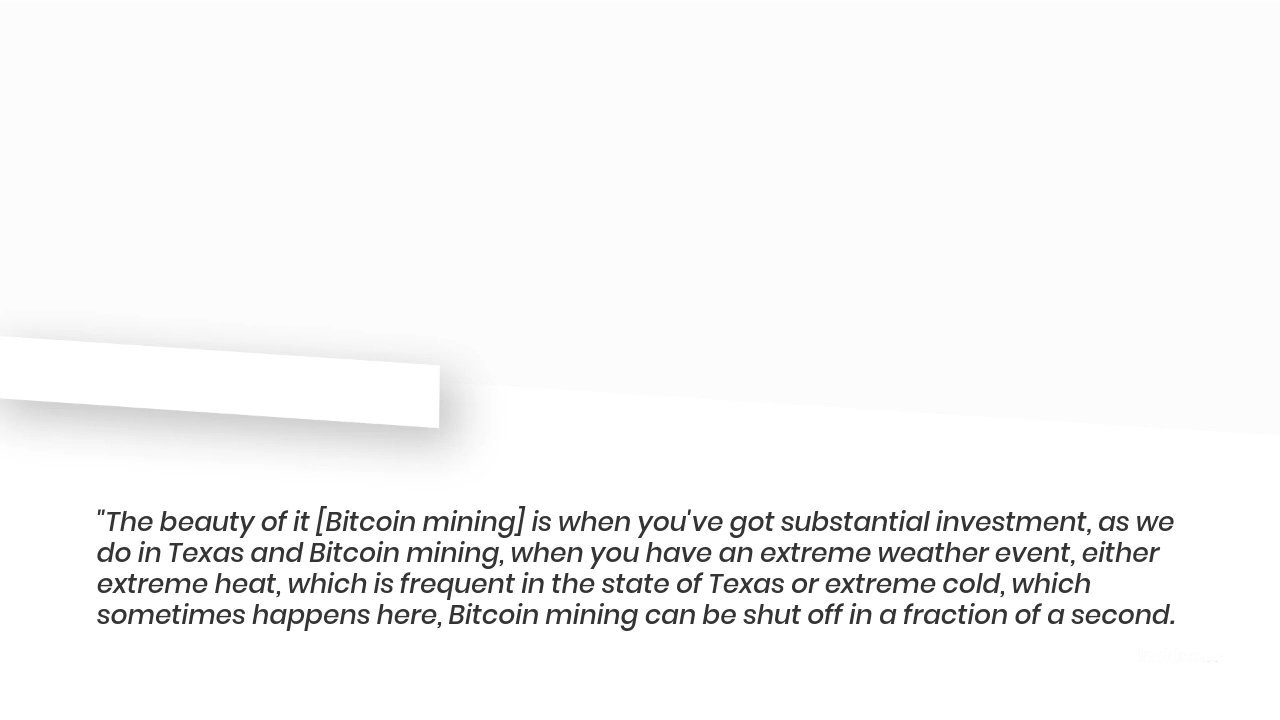 "The beauty of it [Bitcoin mining] is when you've got substantial investment, as we
do in Texas and Bitcoin mining, when you have an extreme weather event, either
extreme heat, which is frequent in the state of Texas or extreme cold, which
sometimes happens here, Bitcoin mining can be shut off in a fraction of a second.